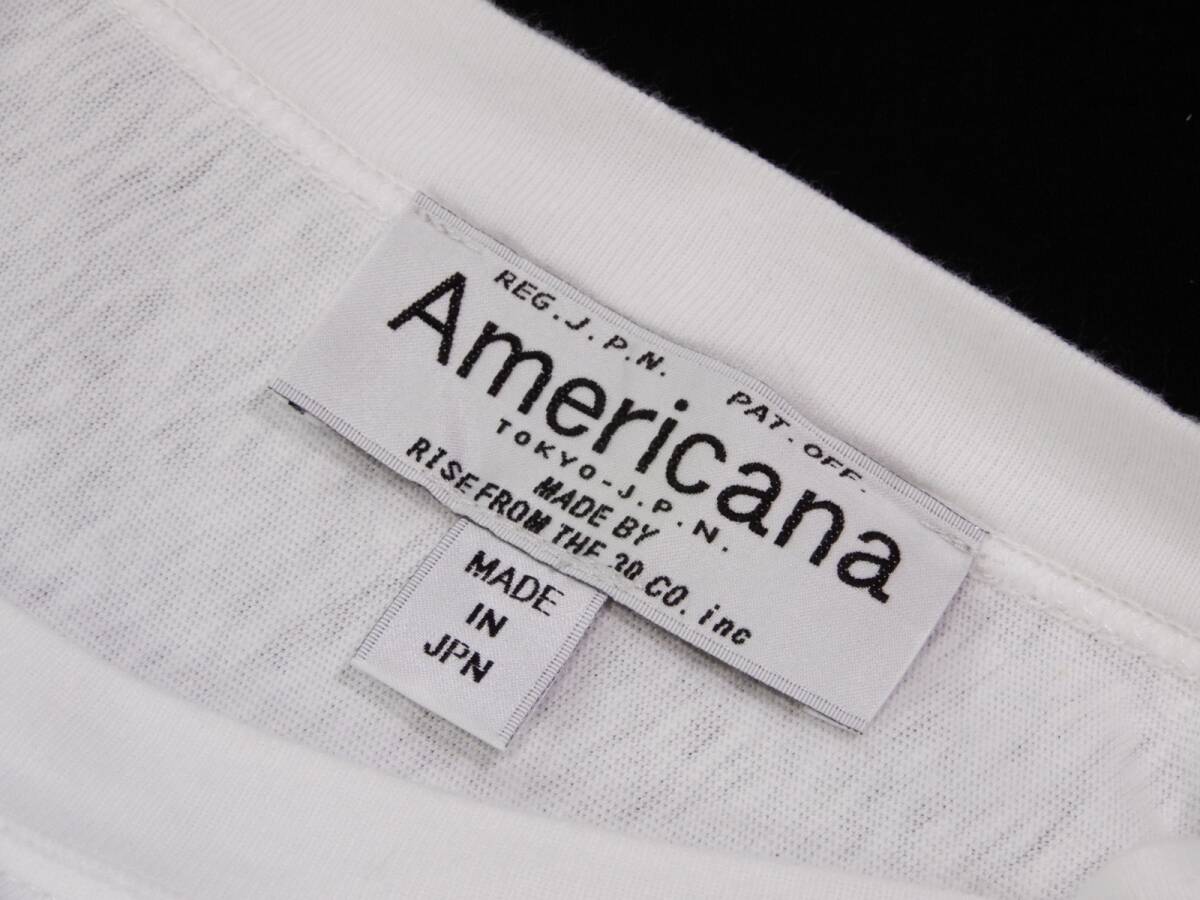 REG.J.P.N. PAT.OFF.
Americana
TOKYO-J.P.N.
MADE BY
RISE FROM THE 20 CO. inc
MADE
IN
JPN